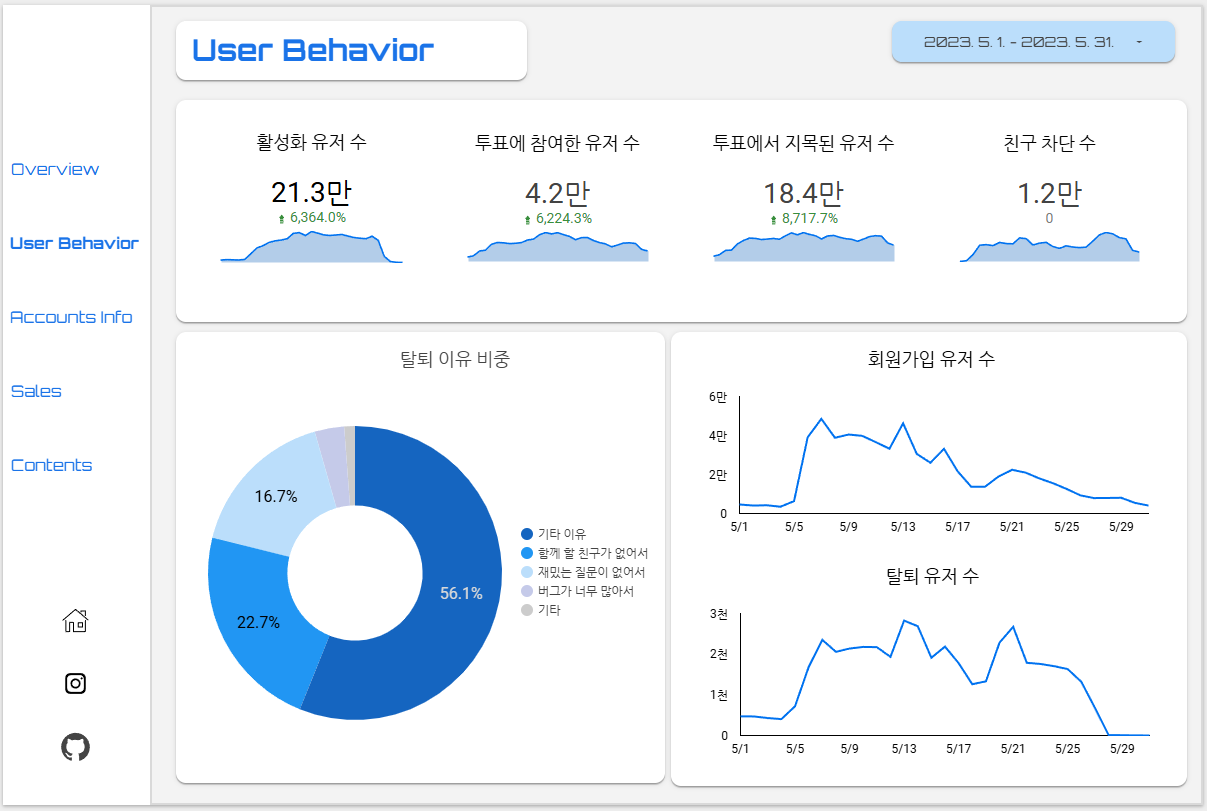 User Behavior
2023. 5. 1. - 2023. 5. 31.
Overview
User Behavior
Accounts Info
Sales
Contents
활성화 유저 수
21.3만
6,364.0%
투표에 참여한 유저 수
4.2만
6,224.3%
투표에서 지목된 유저 수
18.4만
8,717.7%
친구 차단 수
1.2만
0
탈퇴 이유 비중
16.7%
22.7%
56.1%
기타 이유
함께 할 친구가 없어서
재밌는 질문이 없어서
버그가 너무 많아서
기타
회원가입 유저 수
6만
4만
2만
0
5/1 5/5 5/9 5/13 5/17 5/21 5/25 5/29
탈퇴 유저 수
3천
2천
1천
0
5/1 5/5 5/9 5/13 5/17 5/21 5/25 5/29